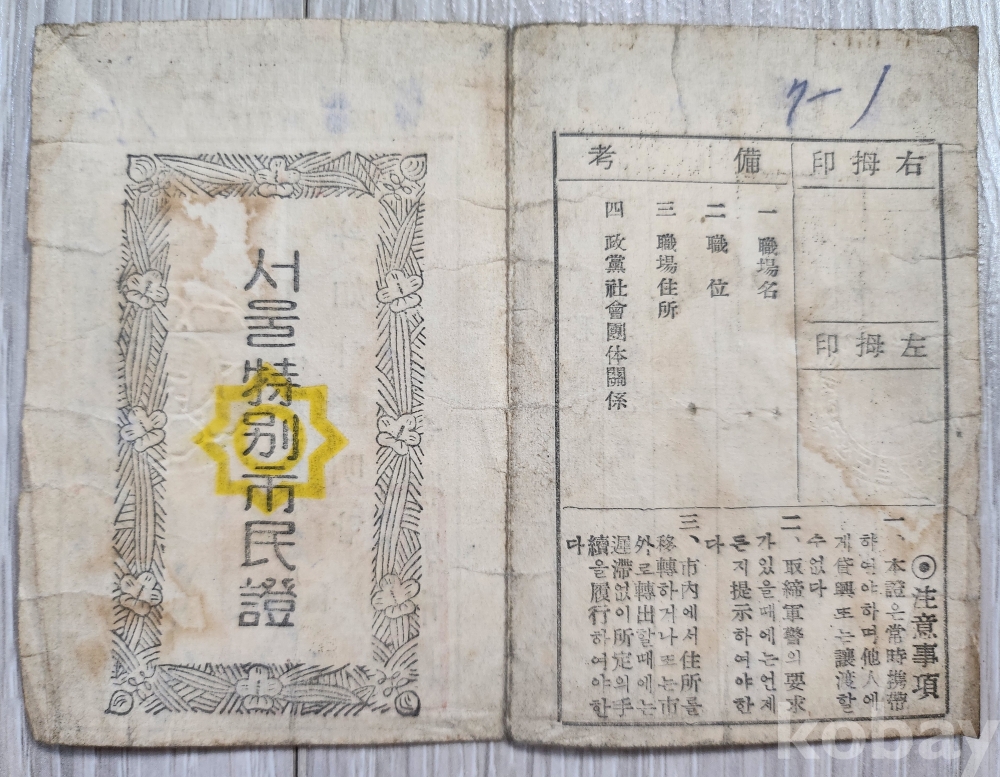 서울特別市民證
7-1
右拇印
左拇印
備考
一 職場名
二 職位
三 職場住所
四 政黨社會團体關係
◉注意事項
一、本證은常時携帶
하여야하며他人에
게貸與또는讓渡할
수없다
二、取締軍警의要求
가있을때에는언제
든지提示하여야한
다
三、市內에서住所를
移轉하거나또는市
外로轉出할때에는
遲滯없이所定의手
續을履行하여야한
다
kobay